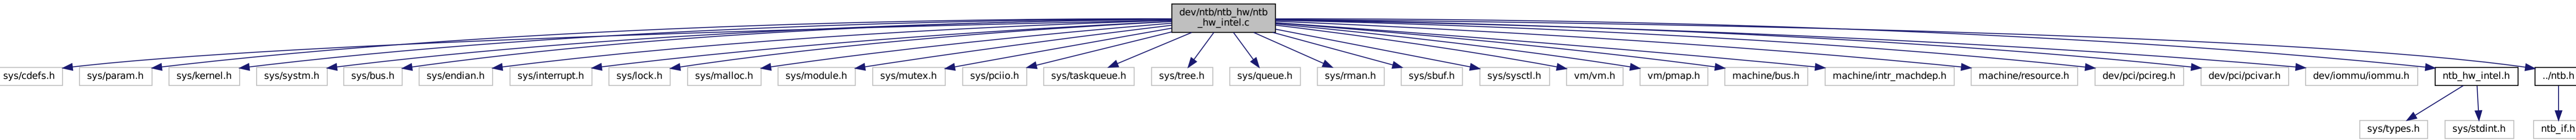 dev/ntb/ntb_hw/ntb
_hw_intel.c
sys/cdefs.h
sys/param.h
sys/kernel.h
sys/systm.h
sys/bus.h
sys/endian.h
sys/interrupt.h
sys/lock.h
sys/malloc.h
sys/module.h
sys/mutex.h
sys/pciio.h
sys/taskqueue.h
sys/tree.h
sys/queue.h
sys/rman.h
sys/sbuf.h
sys/sysctl.h
vm/vm.h
vm/pmap.h
machine/bus.h
machine/intr_machdep.h
machine/resource.h
dev/pci/pcireg.h
dev/pci/pcivar.h
dev/iommu/iommu.h
ntb_hw_intel.h
../ntb.h
sys/types.h
sys/stdint.h
ntb_if.h